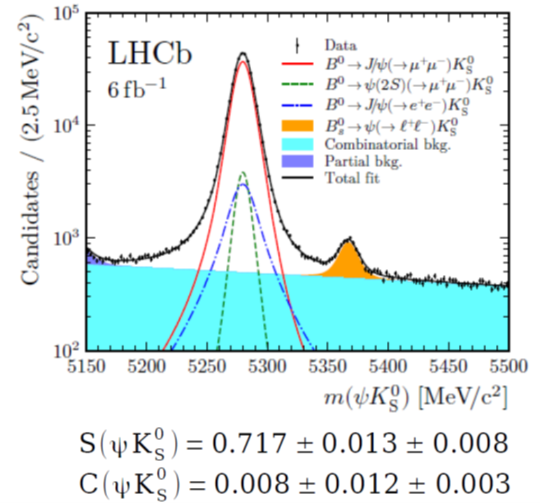 10⁵
LHCb
6 fb⁻¹
Data
B⁰→J/ψ(→μ⁺μ⁻)K⁰S
B⁰→ψ(2S)(→μ⁺μ⁻)K⁰S
B⁰→J/ψ(→e⁺e⁻)K⁰S
B⁰s→ψ(→ℓ⁺ℓ⁻)K⁰S
Combinatorial bkg.
Partial bkg.
Total fit
10⁴
10³
10²
Candidates / (2.5 MeV/c²)
5150 5200 5250 5300 5350 5400 5450 5500
m(ψK⁰S) [MeV/c²]
S(ψK⁰S) = 0.717 ± 0.013 ± 0.008
C(ψK⁰S) = 0.008 ± 0.012 ± 0.003